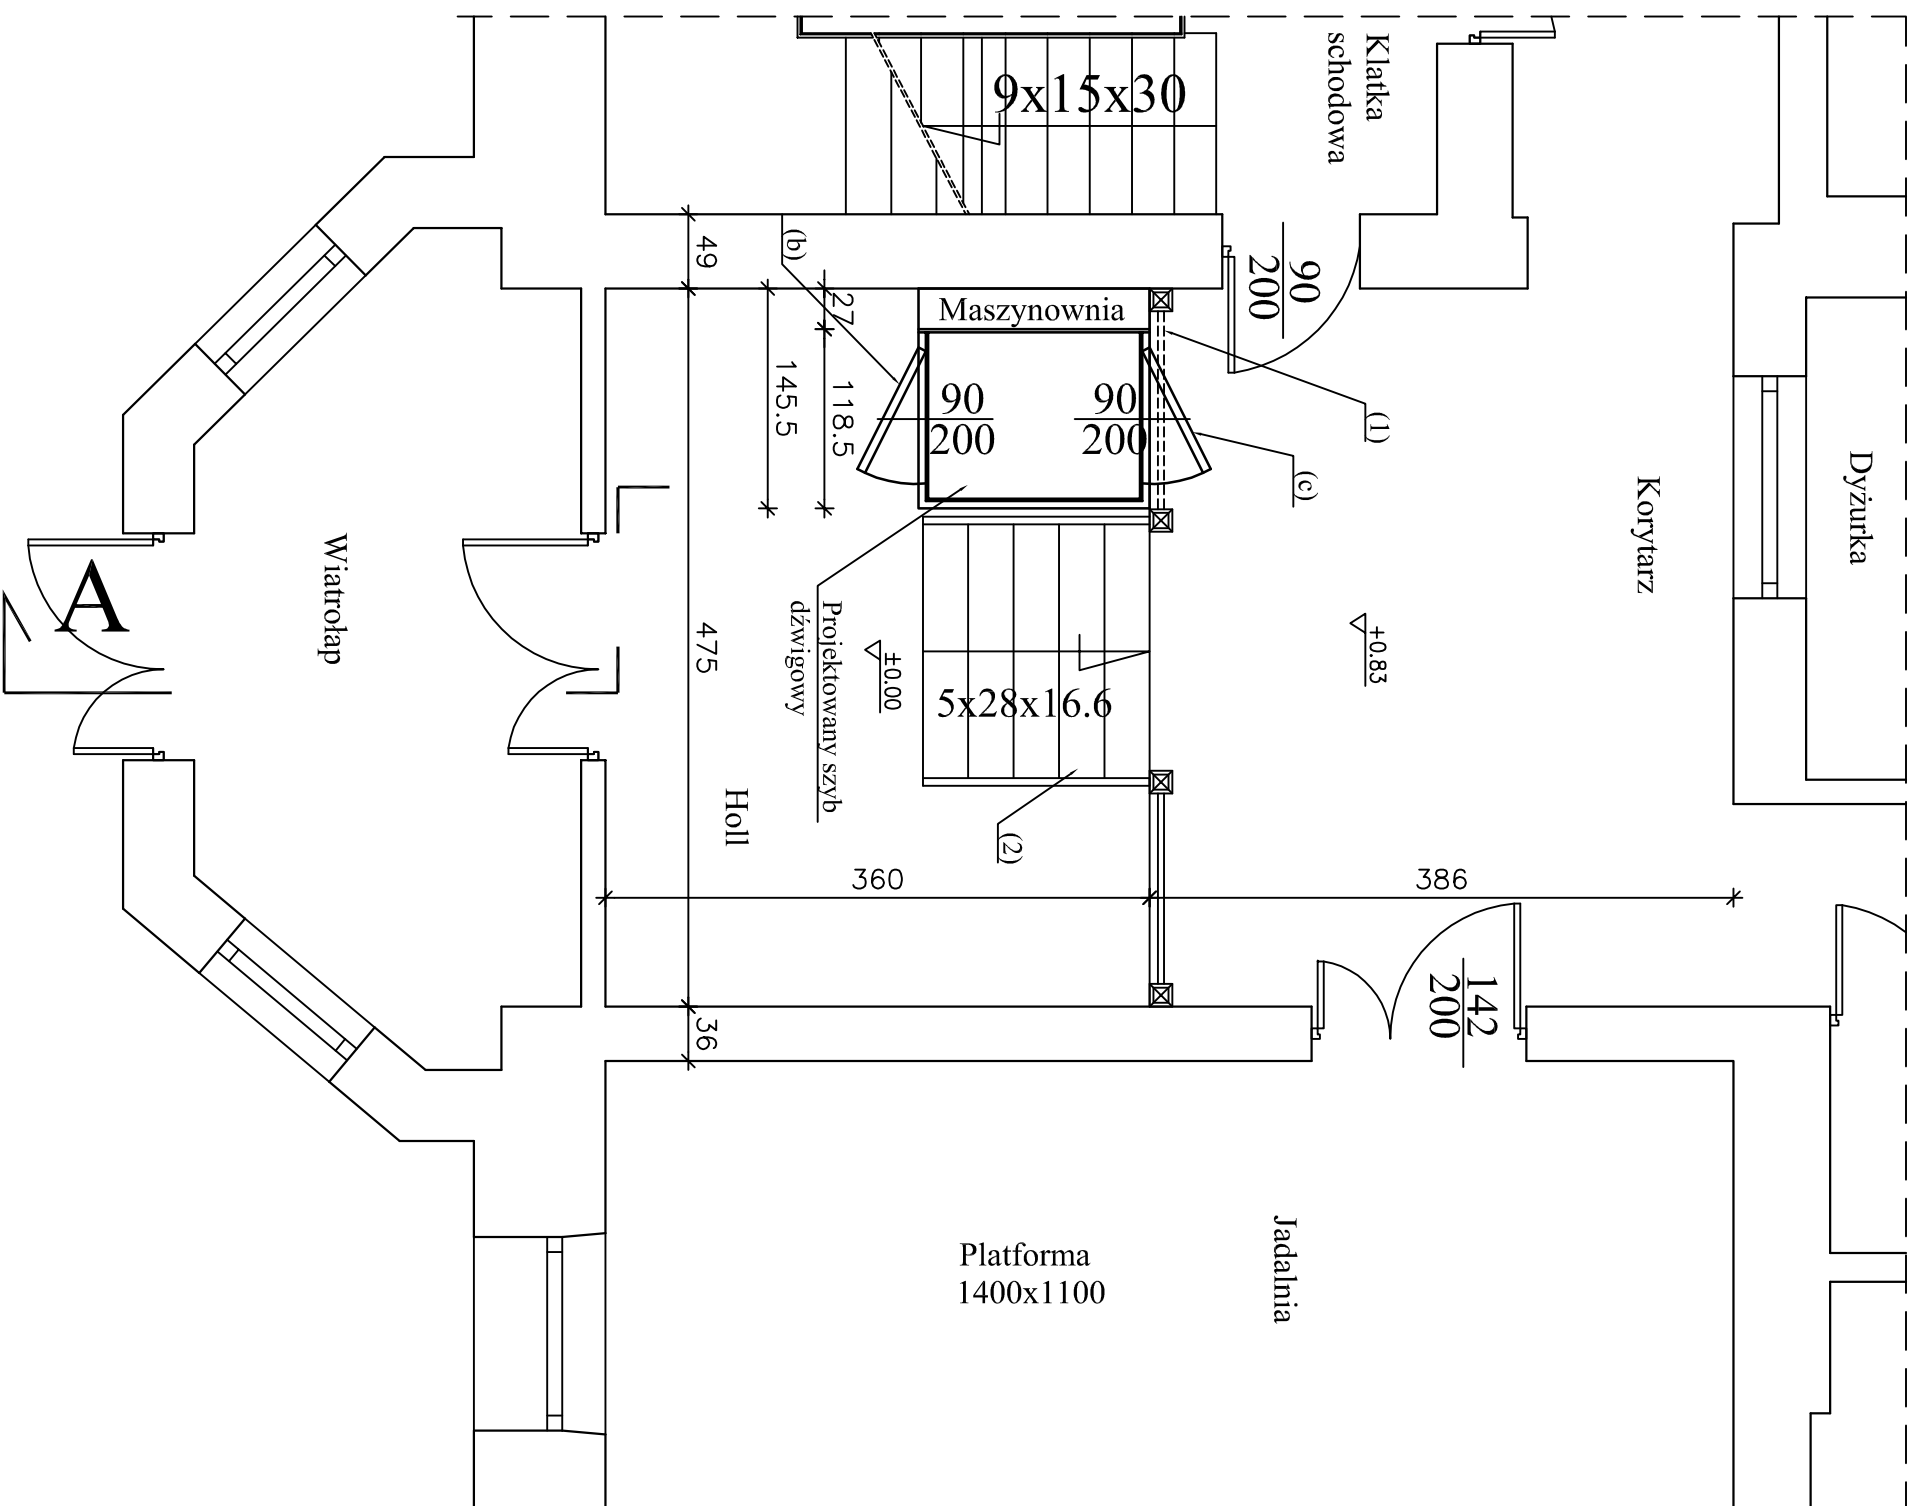 Klatka
schodowa
9x15x30
49
(b)
90
200
27
Maszynownia
145.5
118.5
90
200
90
200
(1)
(c)
Dyżurka
Korytarz
A
Wiatrołap
475
Projektowany szyb
dźwigowy
±0.00
+0.83
5x28x16.6
Holl
(2)
360
386
142
200
36
Platforma
1400x1100
Jadalnia